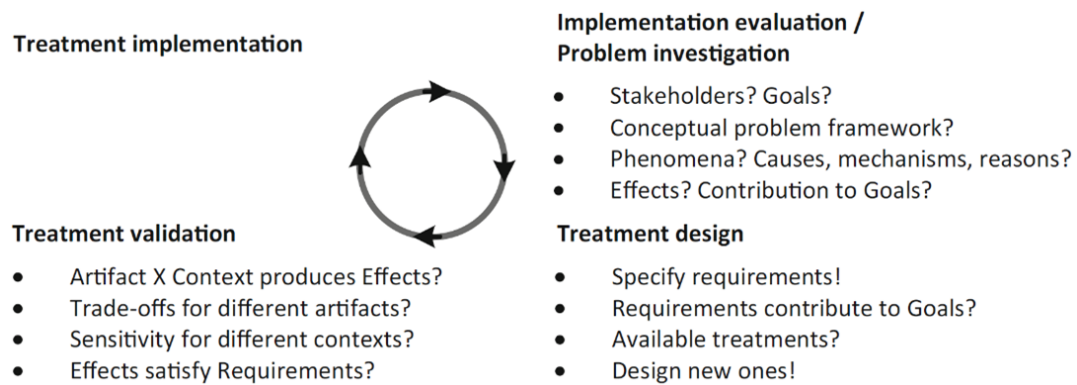 Treatment implementation
Implementation evaluation /
Problem investigation
• Stakeholders? Goals?
• Conceptual problem framework?
• Phenomena? Causes, mechanisms, reasons?
• Effects? Contribution to Goals?
Treatment validation
• Artifact X Context produces Effects?
• Trade-offs for different artifacts?
• Sensitivity for different contexts?
• Effects satisfy Requirements?
Treatment design
• Specify requirements!
• Requirements contribute to Goals?
• Available treatments?
• Design new ones!